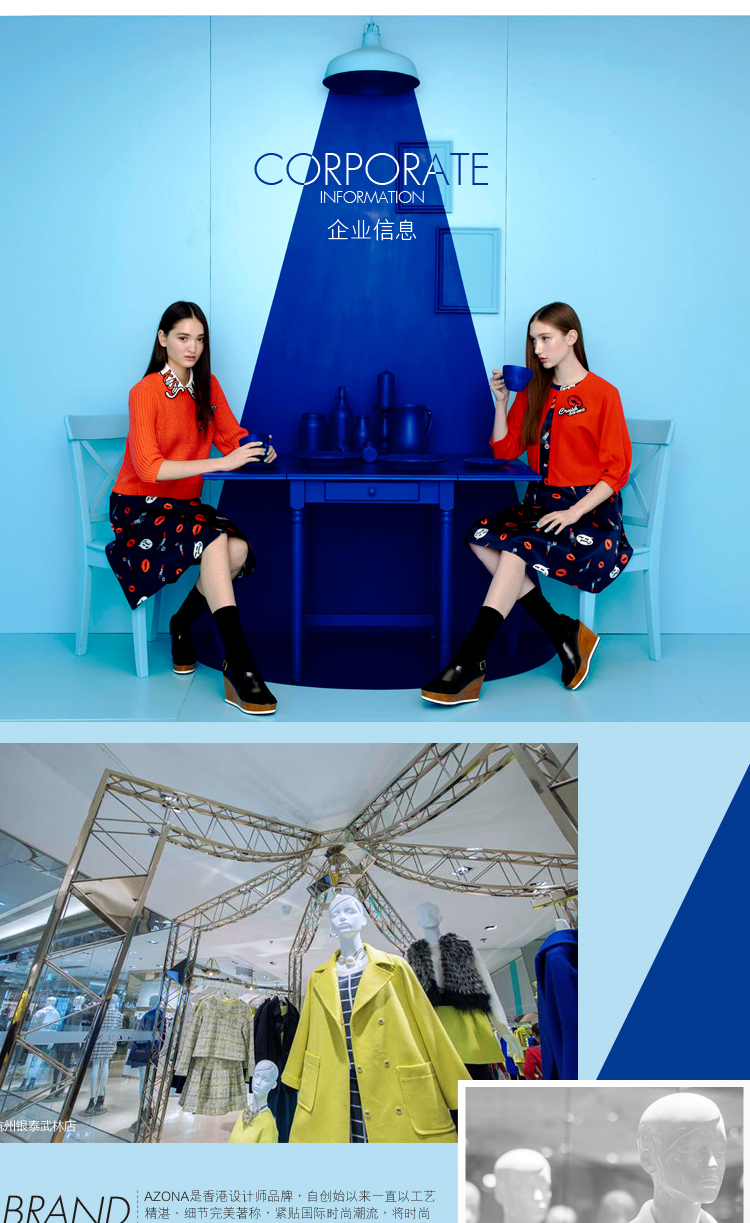 CORPORATE
INFORMATION
企业信息
杭州银泰武林店
BRAND
AZONA是香港设计师品牌，自创始以来一直以工艺
精湛、细节完美著称，紧贴国际时尚潮流，将时尚